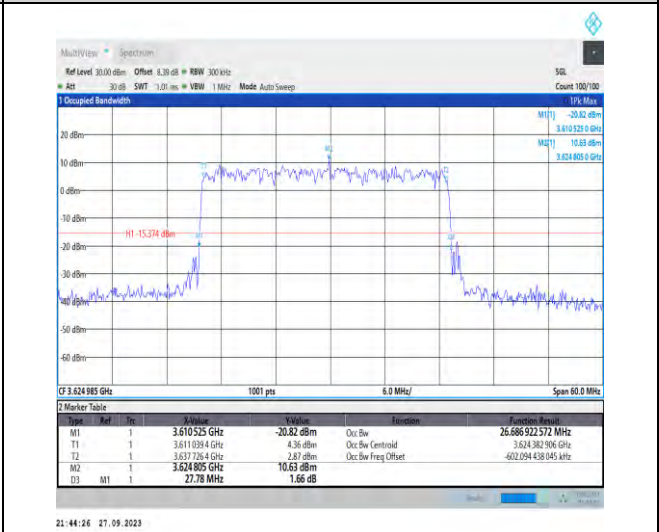 MultiView Spectrum
Ref Level 30.00 dBm Offset 8.39 dB RBW 300 kHz SGL
Att 30 dB SWT 1.01 ms VBW 1 MHz Mode Auto Sweep Count 100/100
1 Occupied Bandwidth 1Pk Max
M1[1] -20.82 dBm
3.610 525 0 GHz
M2[1] 10.63 dBm
3.624 805 0 GHz
20 dBm
M2
T1
T2
10 dBm
0 dBm
-10 dBm
H1 -15.374 dBm
M1
-20 dBm
-30 dBm
-40 dBm
-50 dBm
-60 dBm
CF 3.624 985 GHz 1001 pts 6.0 MHz/ Span 60.0 MHz
2 Marker Table
Type Ref Trc X-Value Y-Value Function Function Result
M1 1 3.610 525 GHz -20.82 dBm Occ Bw 26.686 922 572 MHz
T1 1 3.611 039 4 GHz 4.36 dBm Occ Bw Centroid 3.624 382 906 GHz
T2 1 3.637 726 4 GHz 2.87 dBm Occ Bw Freq Offset -602.094 438 045 kHz
M2 1 3.624 805 GHz 10.63 dBm
D3 M1 1 27.78 MHz 1.66 dB
21:44:26 27.09.2023